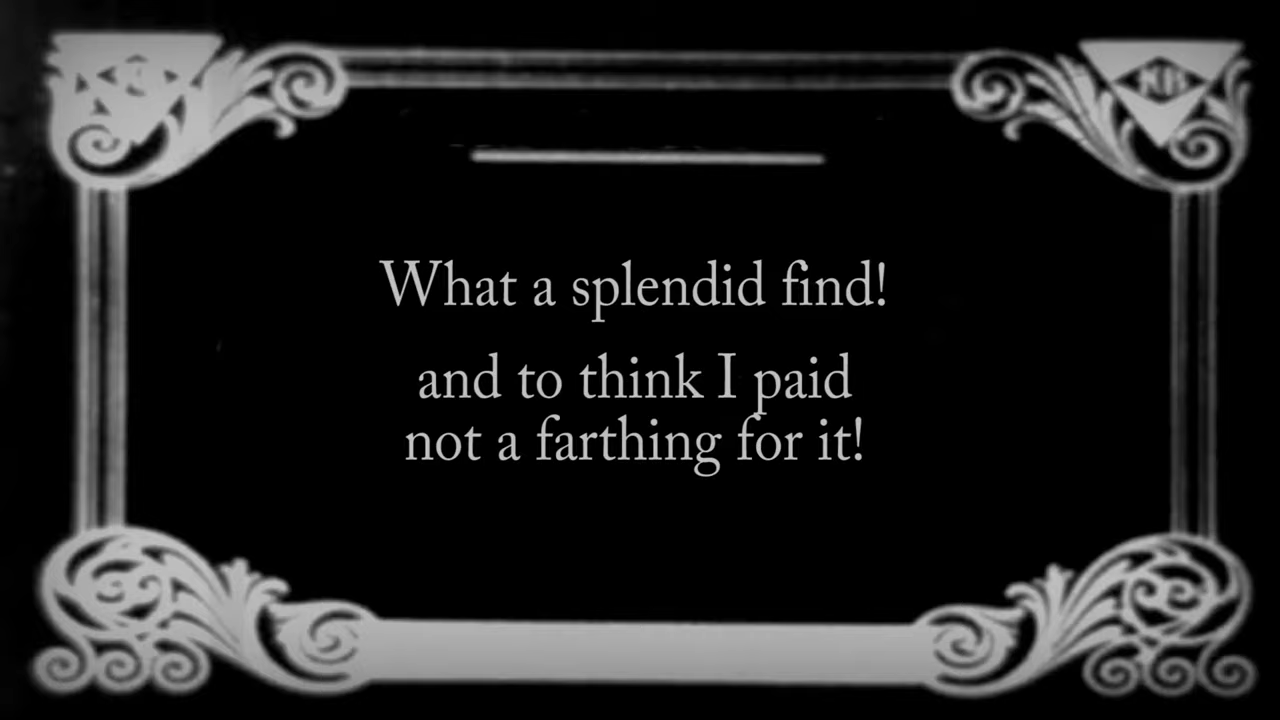 What a splendid find!
and to think I paid
not a farthing for it!